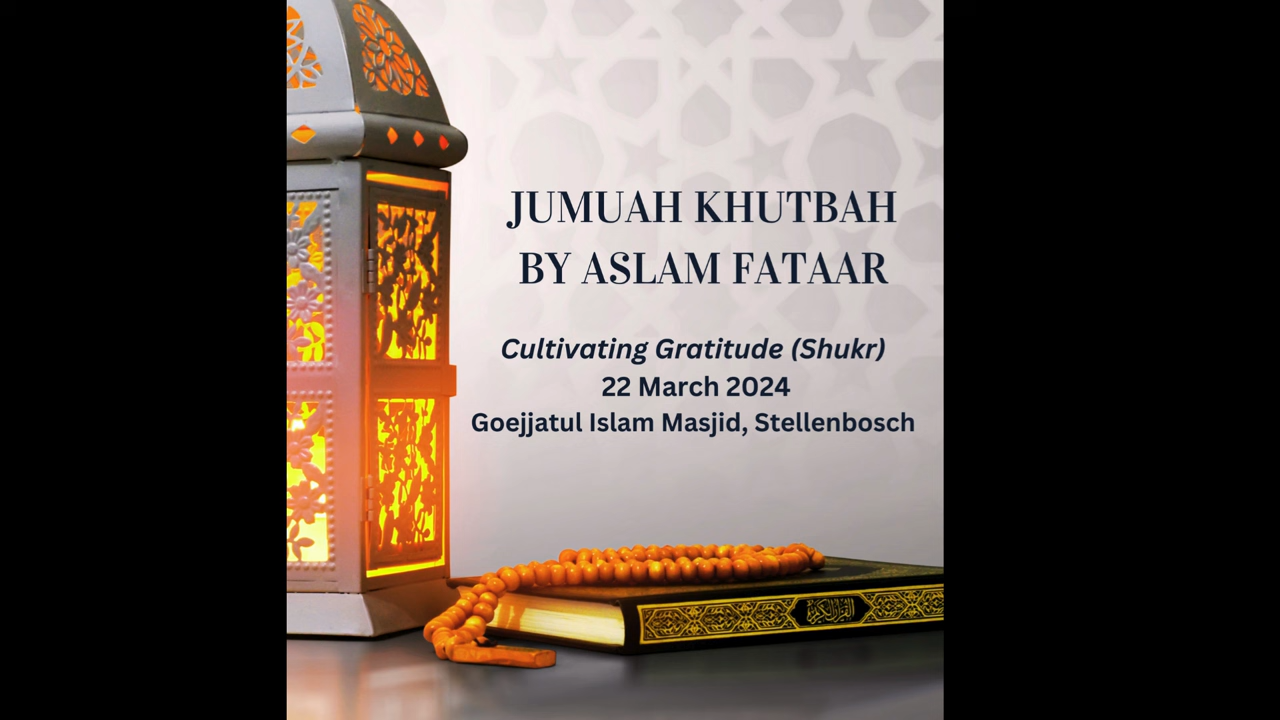 JUMUAH KHUTBAH
BY ASLAM FATAAR
Cultivating Gratitude (Shukr)
22 March 2024
Goejjatul Islam Masjid, Stellenbosch
القرآن الكريم